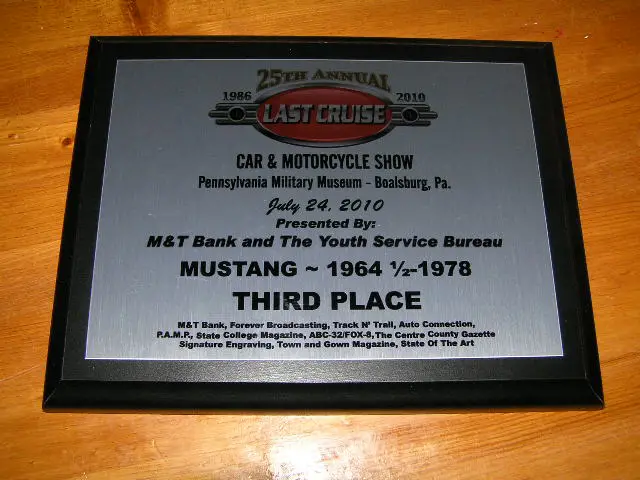 25TH ANNUAL
1986 LAST CRUISE 2010
CAR & MOTORCYCLE SHOW
Pennsylvania Military Museum - Boalsburg, Pa.
July 24, 2010
Presented By:
M&T Bank and The Youth Service Bureau
MUSTANG ~ 1964 ½-1978
THIRD PLACE
M&T Bank, Forever Broadcasting, Track N' Trail, Auto Connection,
P.A.M.P., State College Magazine, ABC-32/FOX-8, The Centre County Gazette
Signature Engraving, Town and Gown Magazine, State Of The Art